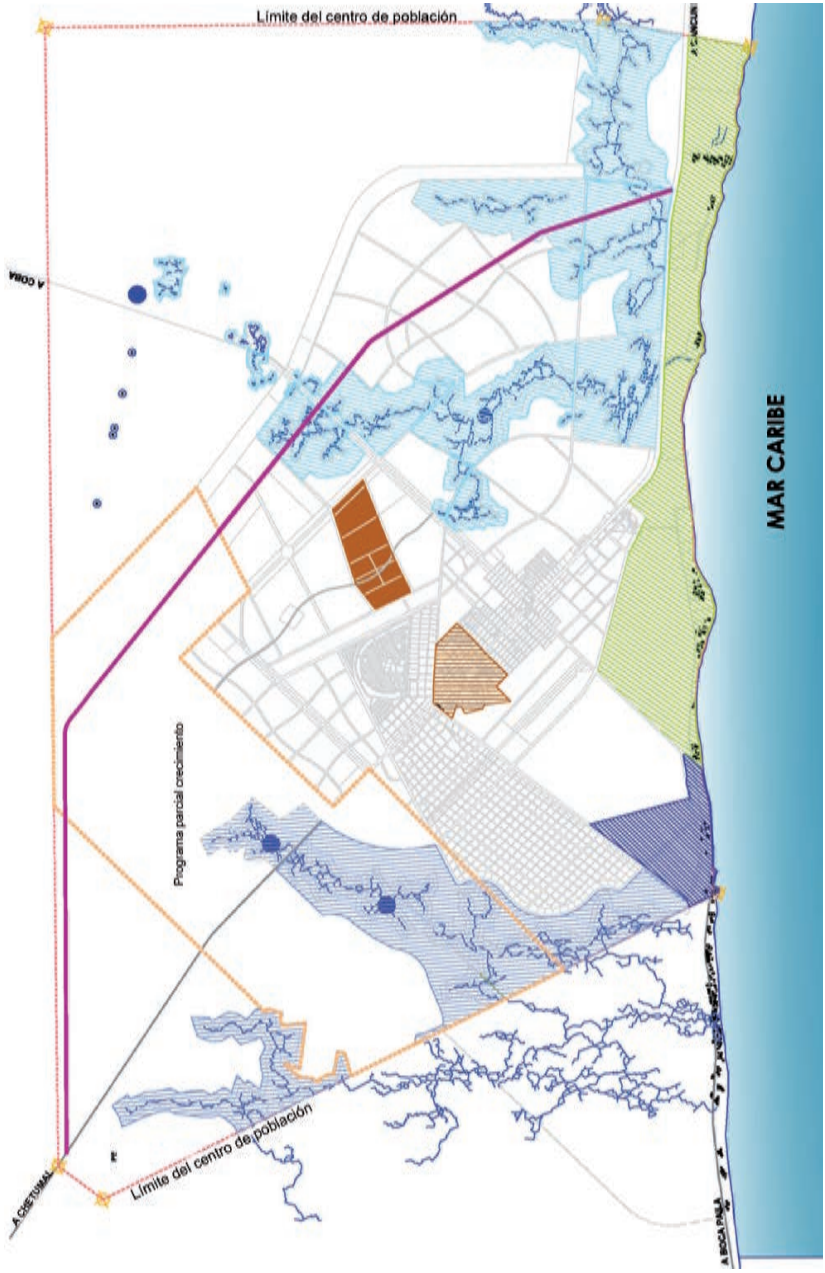 Límite del centro de población
A CANCUN
A COBA
MAR CARIBE
Programa parcial crecimiento
Límite del centro de población
A CHETUMAL
A BOCA PAILA